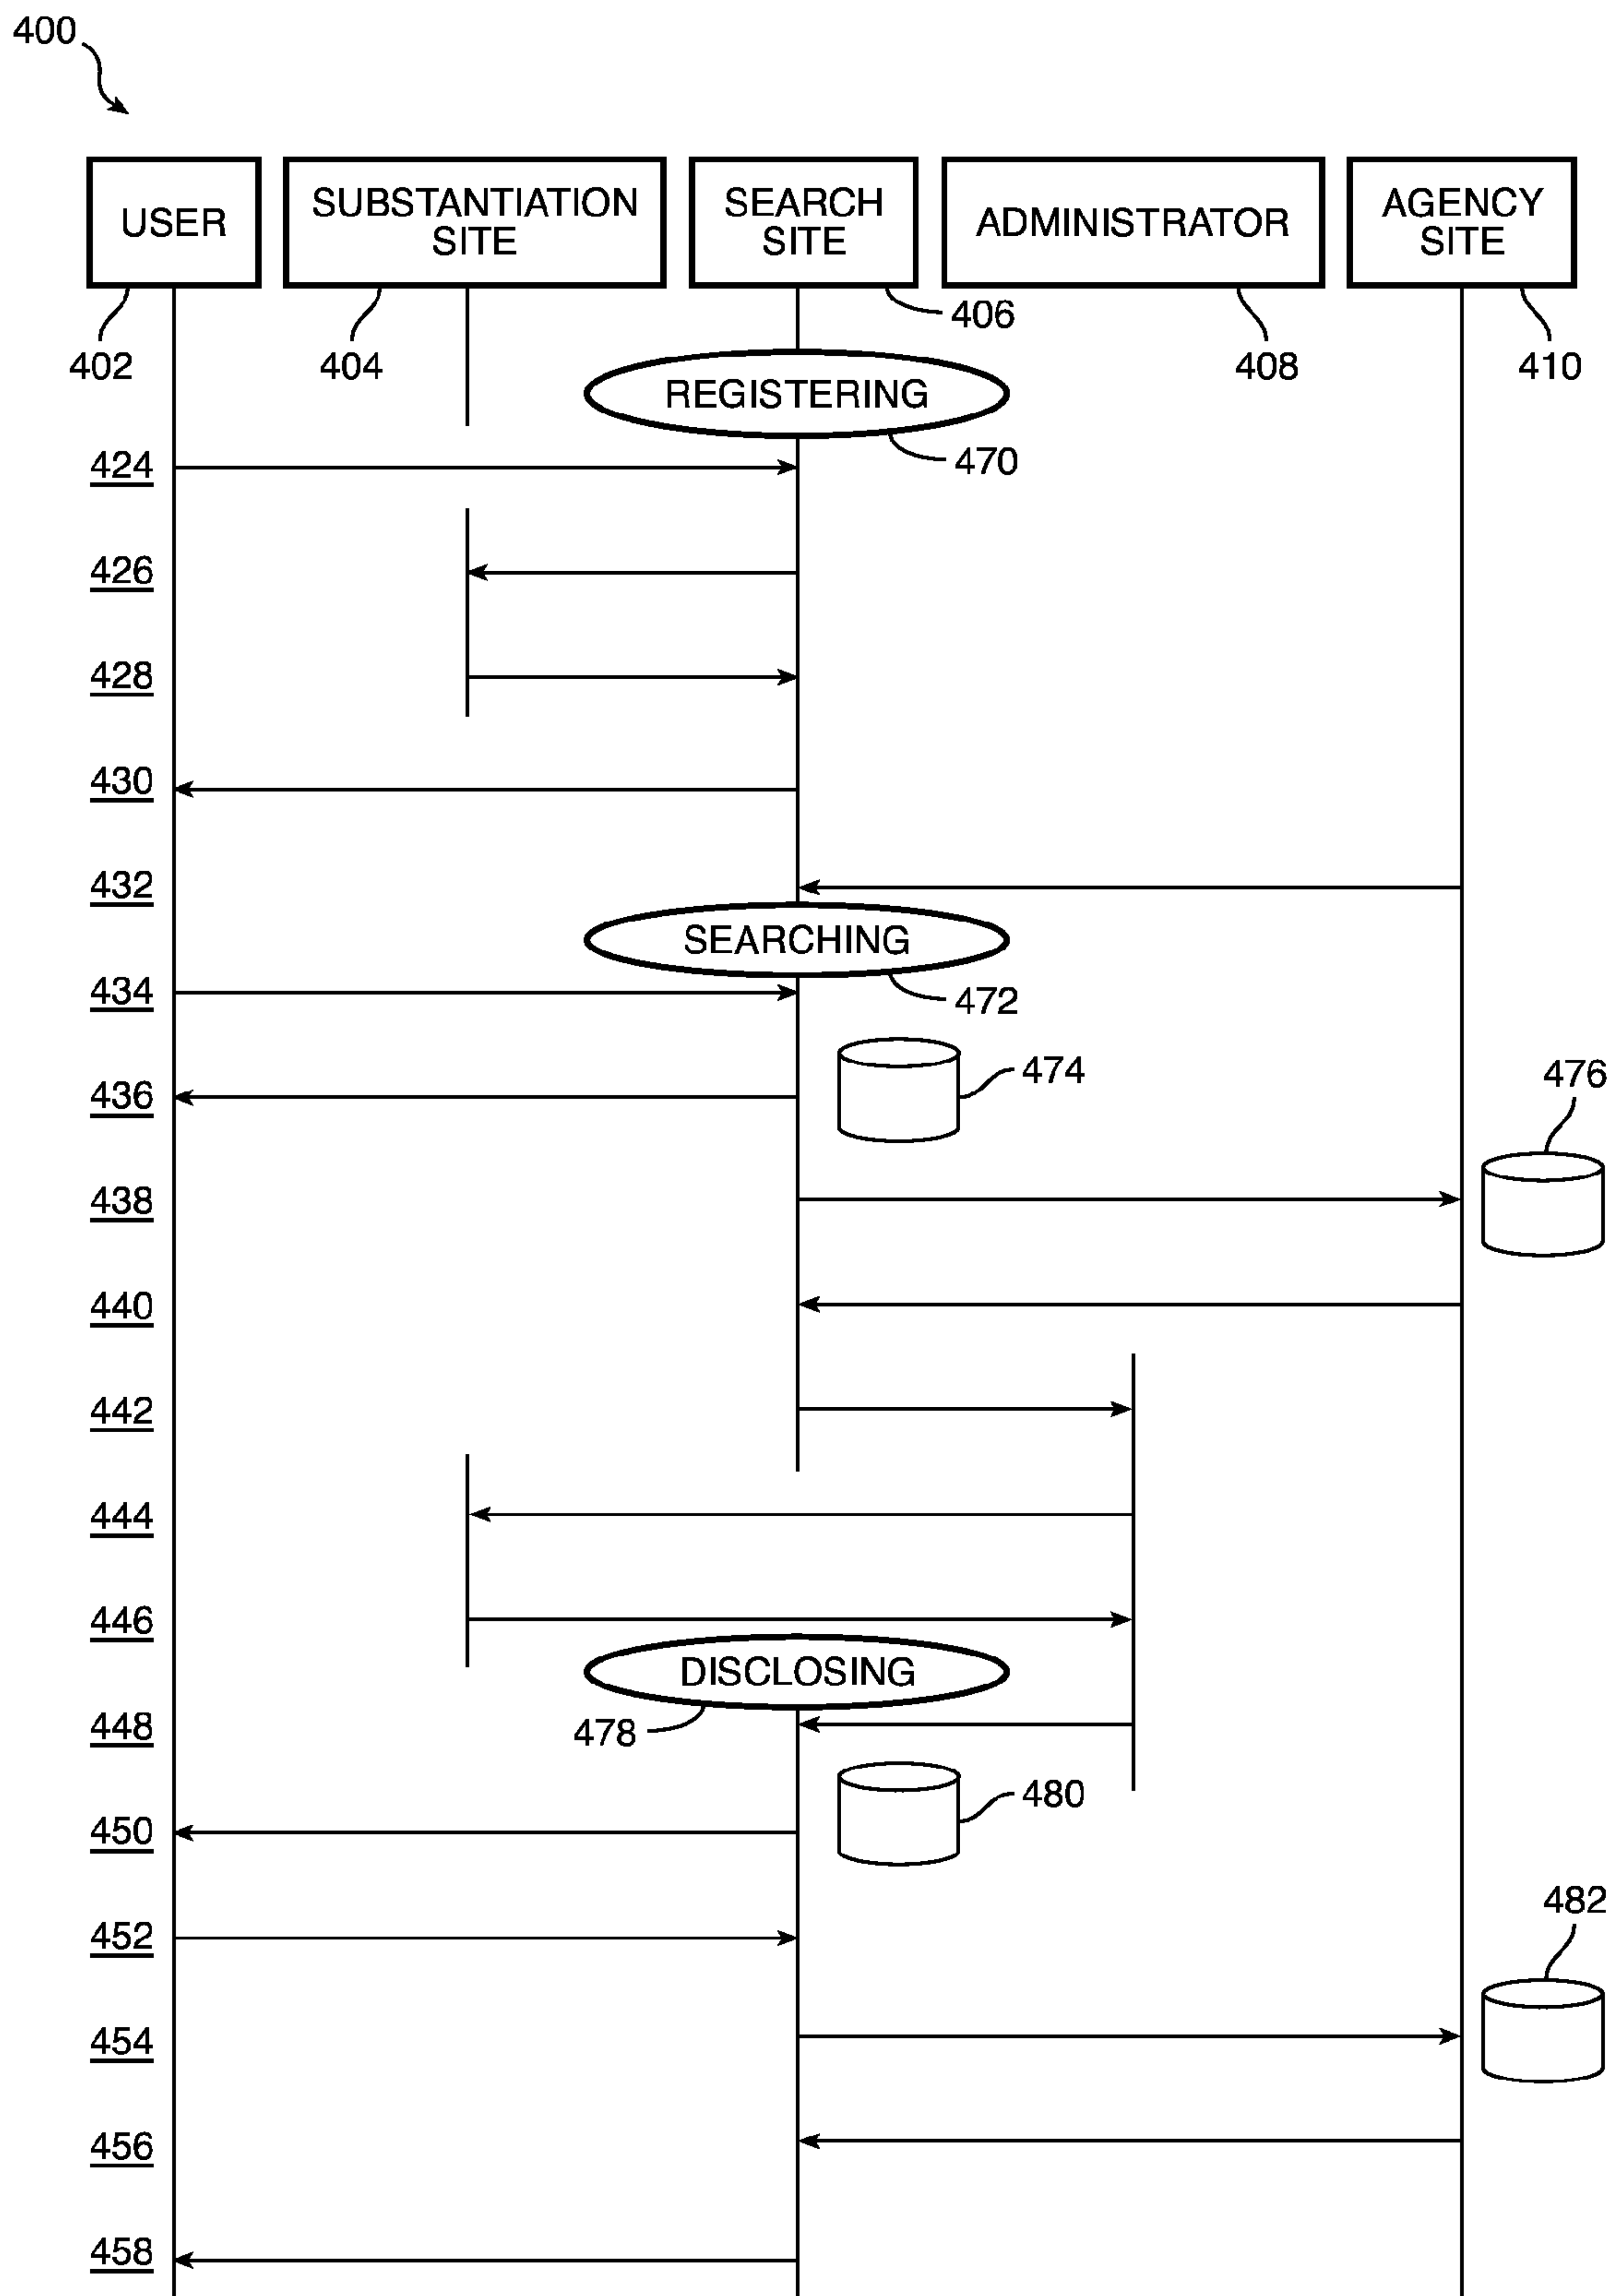 400
USER
SUBSTANTIATION
SITE
SEARCH
SITE
ADMINISTRATOR
AGENCY
SITE
402
404
406
408
410
REGISTERING
470
424
426
428
430
432
SEARCHING
472
434
474
436
476
438
440
442
444
446
DISCLOSING
478
448
480
450
482
452
454
456
458